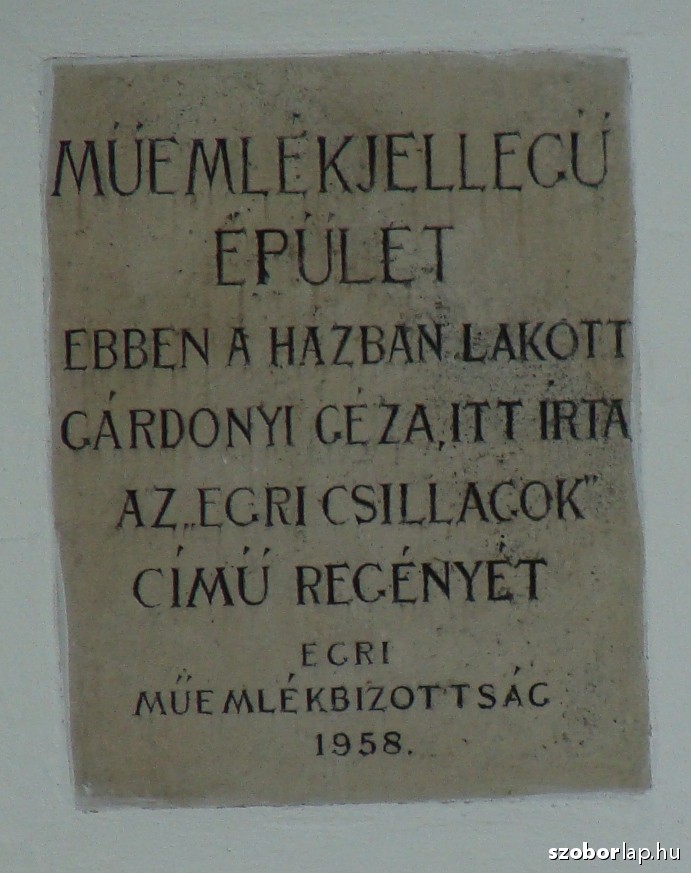 MŰEMLÉKJELLEGŰ
ÉPÜLET
EBBEN A HÁZBAN LAKOTT
GÁRDONYI GÉZA, ITT ÍRTA
AZ „EGRI CSILLAGOK”
CÍMŰ REGÉNYÉT
EGRI
MŰEMLÉKBIZOTTSÁG
1958.
szoborlap.hu